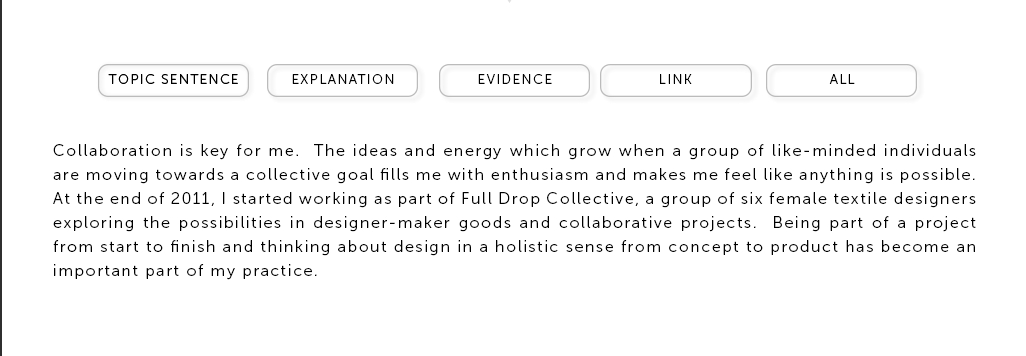 TOPIC SENTENCE EXPLANATION EVIDENCE LINK ALL
Collaboration is key for me.  The ideas and energy which grow when a group of like-minded individuals
are moving towards a collective goal fills me with enthusiasm and makes me feel like anything is possible.
At the end of 2011, I started working as part of Full Drop Collective, a group of six female textile designers
exploring the possibilities in designer-maker goods and collaborative projects.  Being part of a project
from start to finish and thinking about design in a holistic sense from concept to product has become an
important part of my practice.